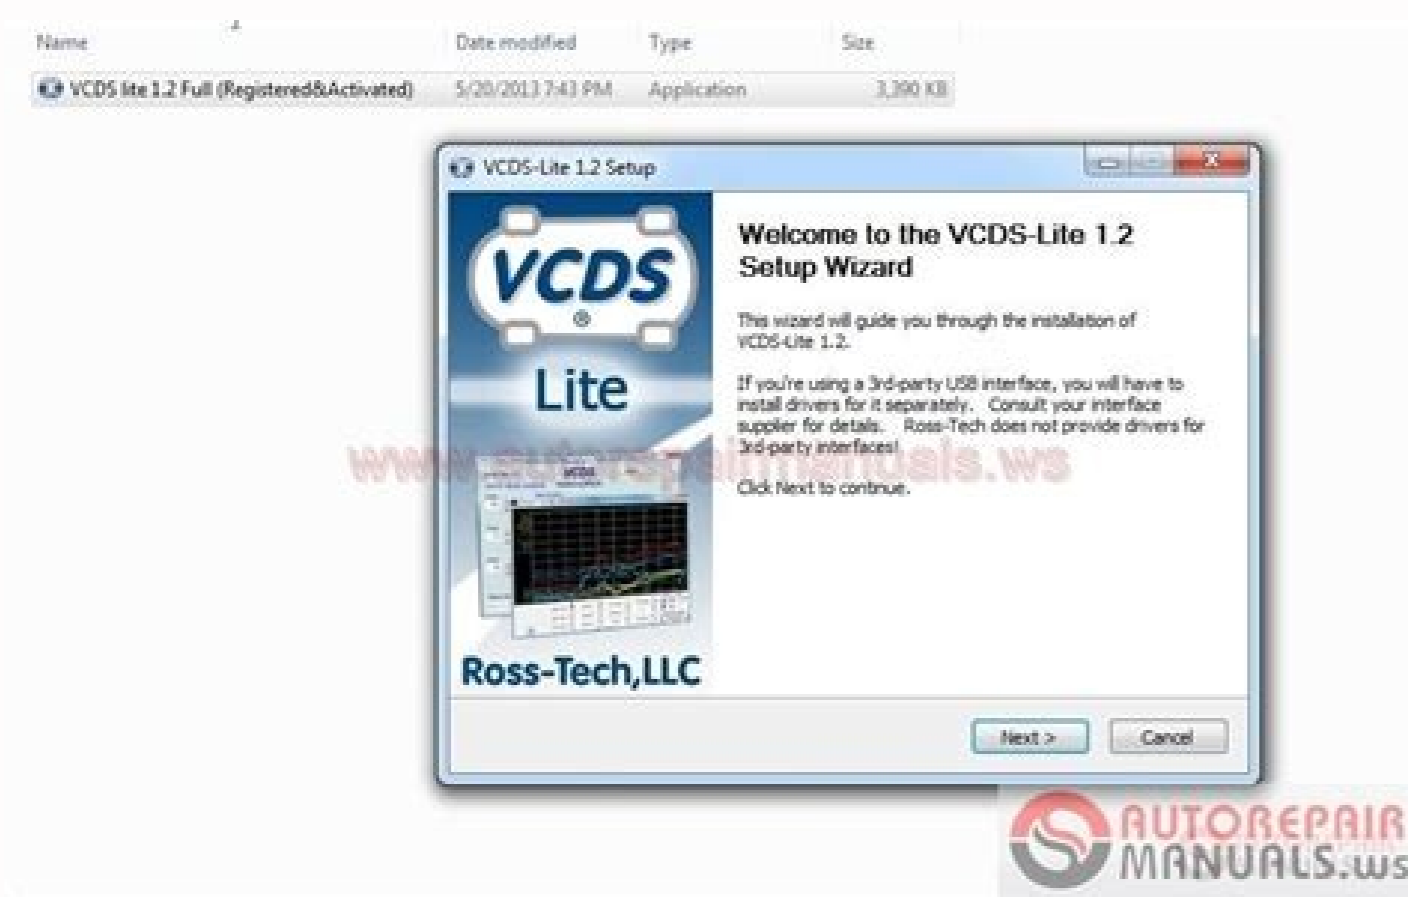 Name Date modified Type Size
VCDS lite 1.2 Full (Registered&Activated) 5/20/2013 7:43 PM Application 3,390 KB
VCDS-Lite 1.2 Setup
VCDS
®
Lite
Ross-Tech,LLC
Welcome to the VCDS-Lite 1.2
Setup Wizard
This wizard will guide you through the installation of
VCDS-Lite 1.2.
If you're using a 3rd-party USB interface, you will have to
install drivers for it separately. Consult your interface
supplier for details. Ross-Tech does not provide drivers for
3rd-party interfaces!
Click Next to continue.
www.autorepairmanuals.ws
Next >
Cancel
AUTOREPAIR
MANUALS.ws